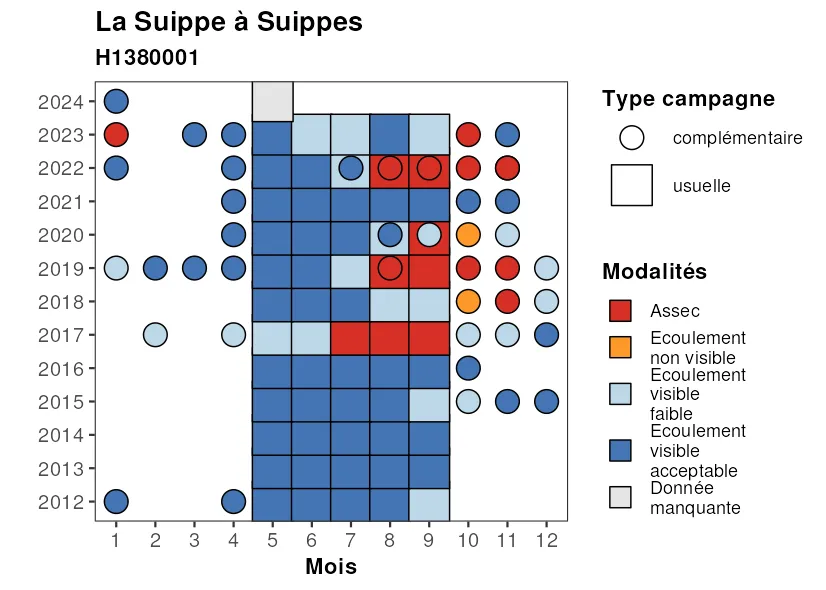 La Suippe à Suippes
H1380001
2024
2023
2022
2021
2020
2019
2018
2017
2016
2015
2014
2013
2012
1 2 3 4 5 6 7 8 9 10 11 12
Mois
Type campagne
complémentaire
usuelle
Modalités
Assec
Ecoulement
non visible
Ecoulement
visible
faible
Ecoulement
visible
acceptable
Donnée
manquante